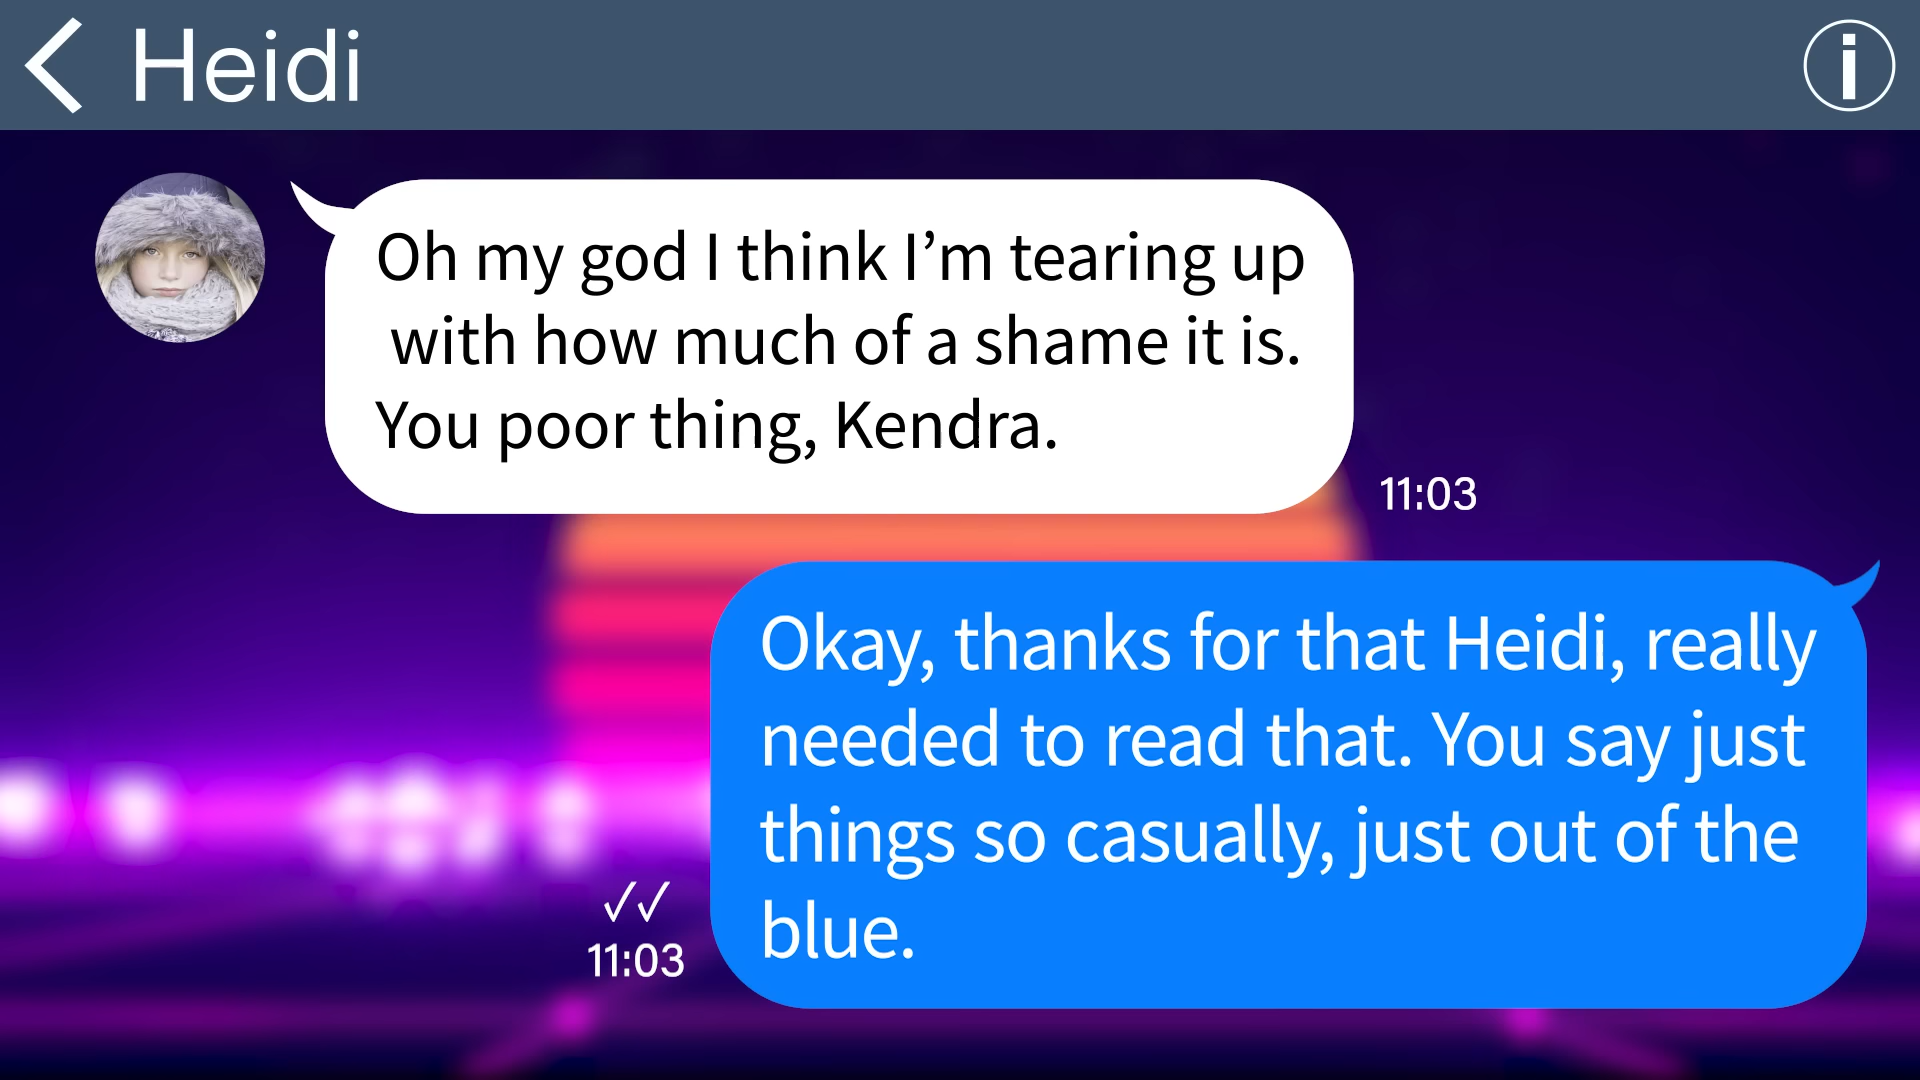 Heidi
Oh my god I think I’m tearing up
with how much of a shame it is.
You poor thing, Kendra.
11:03
Okay, thanks for that Heidi, really
needed to read that. You say just
things so casually, just out of the
blue.
11:03